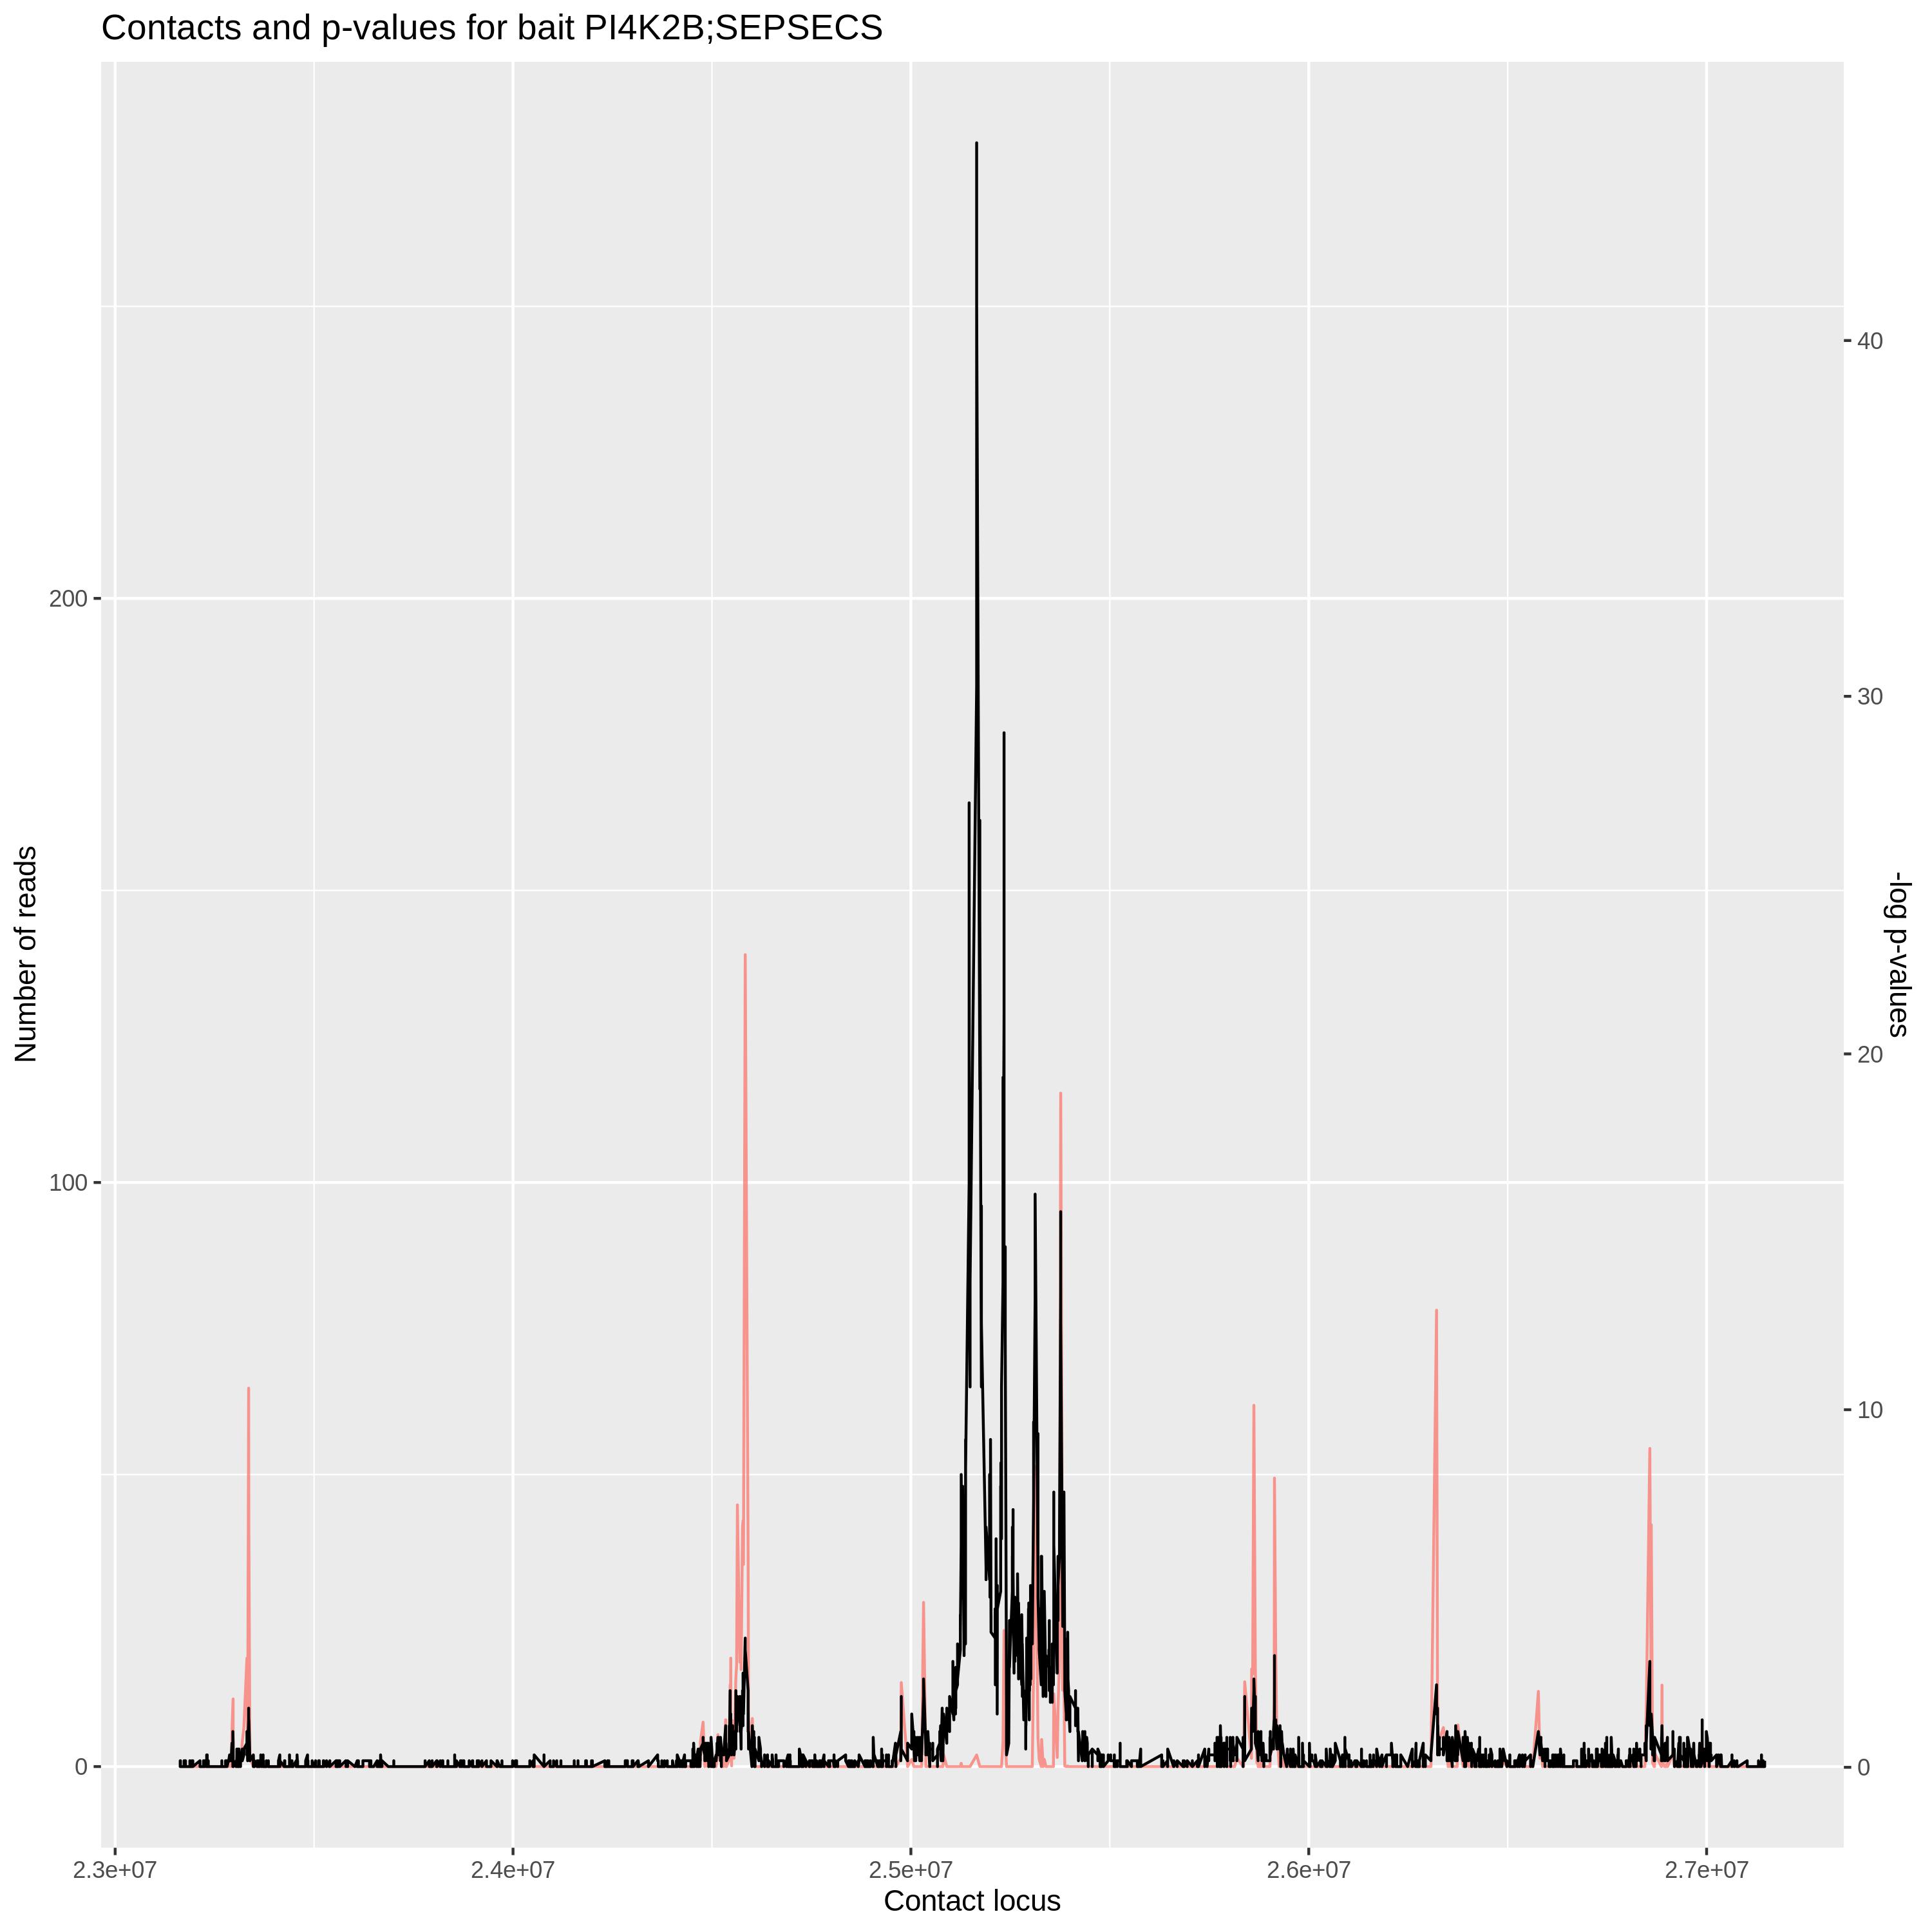 Contacts and p-values for bait PI4K2B;SEPSECS
Number of reads
200
100
0
40
30
20
10
0
-log p-values
2.3e+07
2.4e+07
2.5e+07
2.6e+07
2.7e+07
Contact locus